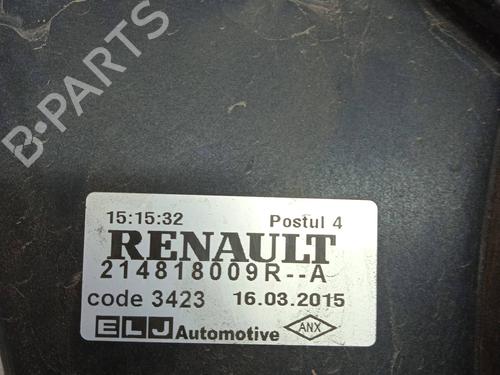 B-PARTS
15:15:32 Postul 4
RENAULT
214818009R--A
code 3423 16.03.2015
ELJ Automotive ANX